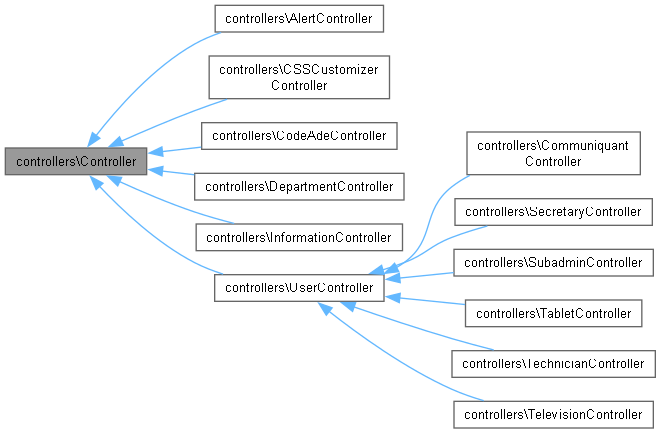 controllers\AlertController
controllers\CSSCustomizer
Controller
controllers\CodeAdeController
controllers\Controller
controllers\DepartmentController
controllers\InformationController
controllers\UserController
controllers\Communiquant
Controller
controllers\SecretaryController
controllers\SubadminController
controllers\TabletController
controllers\TechnicianController
controllers\TelevisionController